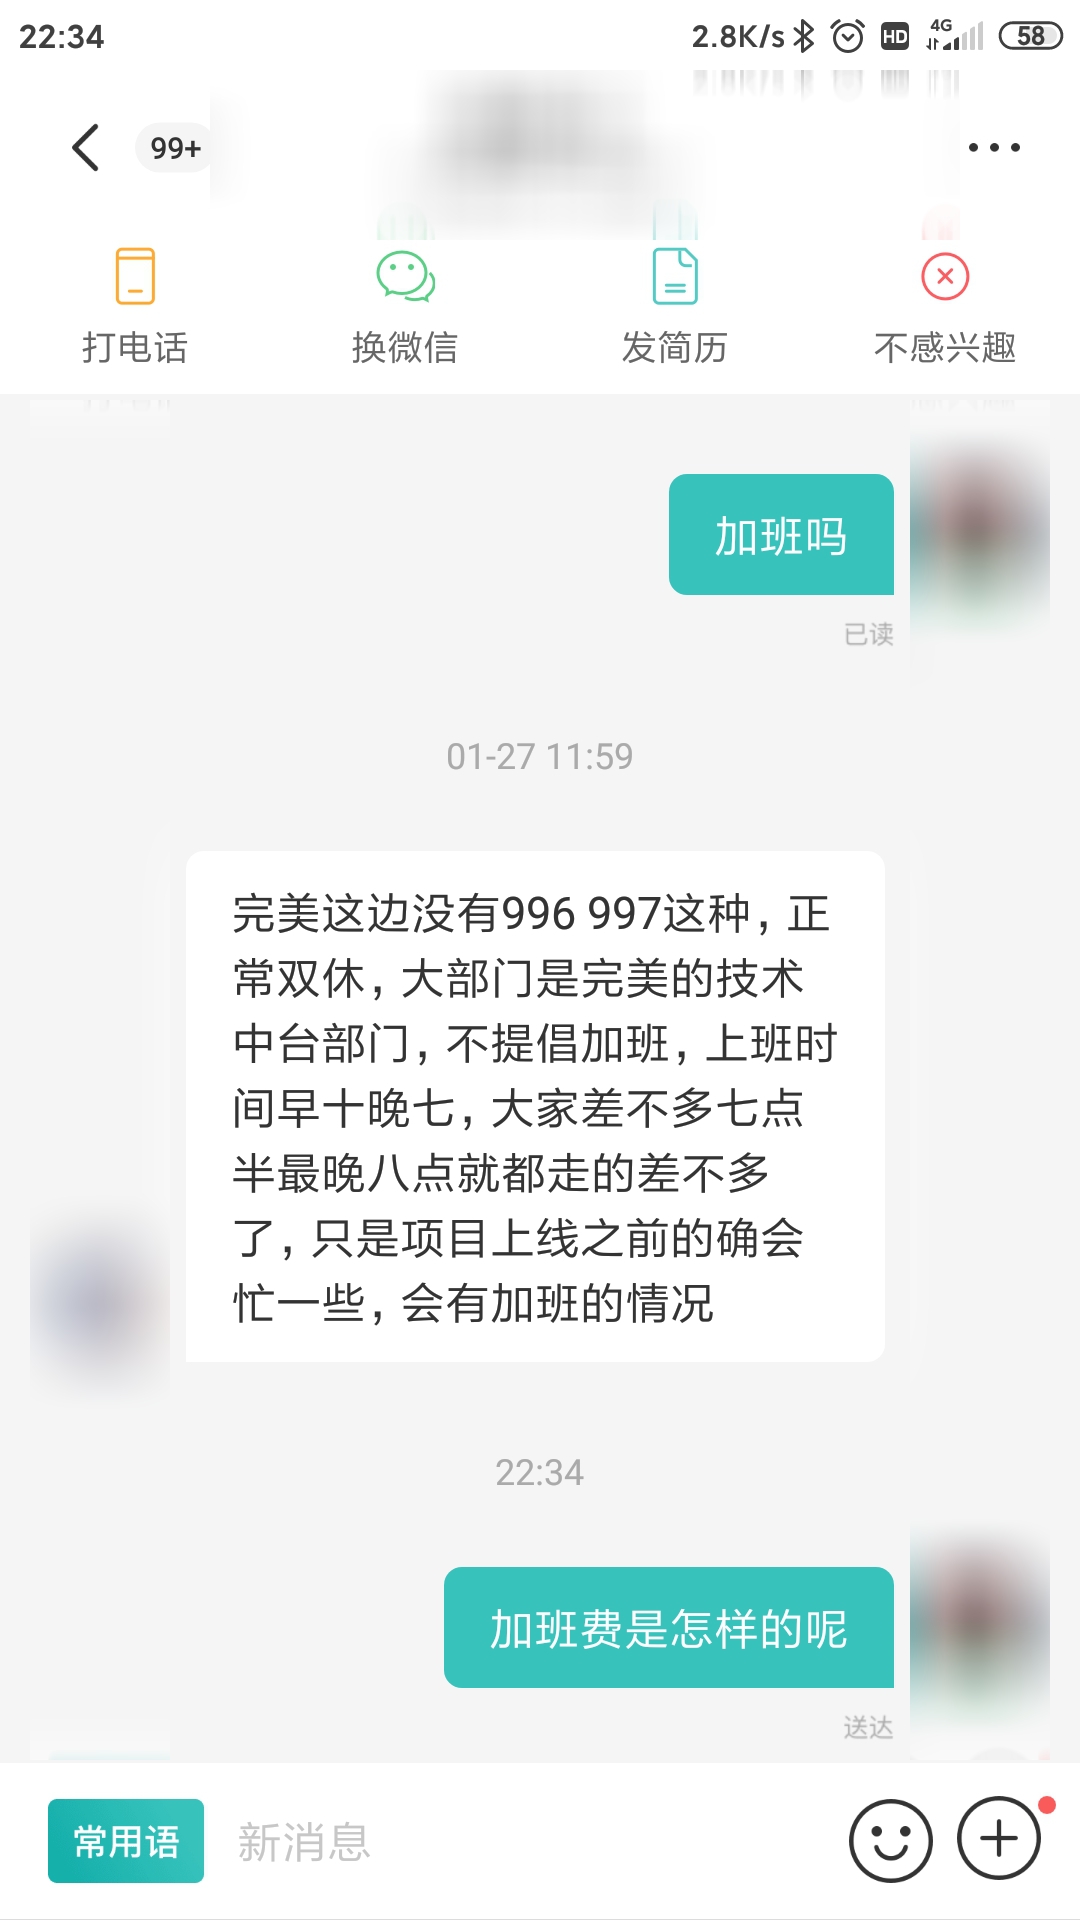 22:34 2.8K/s HD 4G 58
99+
打电话 换微信 发简历 不感兴趣
加班吗
已读
01-27 11:59
完美这边没有996 997这种，正
常双休，大部门是完美的技术
中台部门，不提倡加班，上班时
间早十晚七，大家差不多七点
半最晚八点就都走的差不多
了，只是项目上线之前的确会
忙一些，会有加班的情况
22:34
加班费是怎样的呢
送达
常用语 新消息